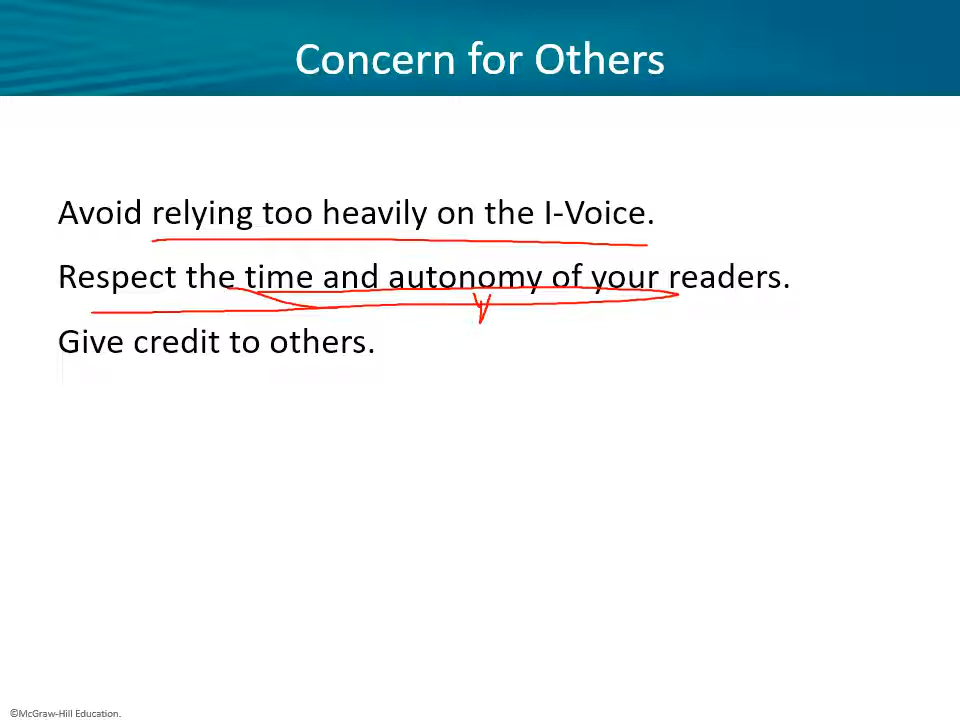 Concern for Others
Avoid relying too heavily on the I-Voice.
Respect the time and autonomy of your readers.
Give credit to others.
©McGraw-Hill Education.